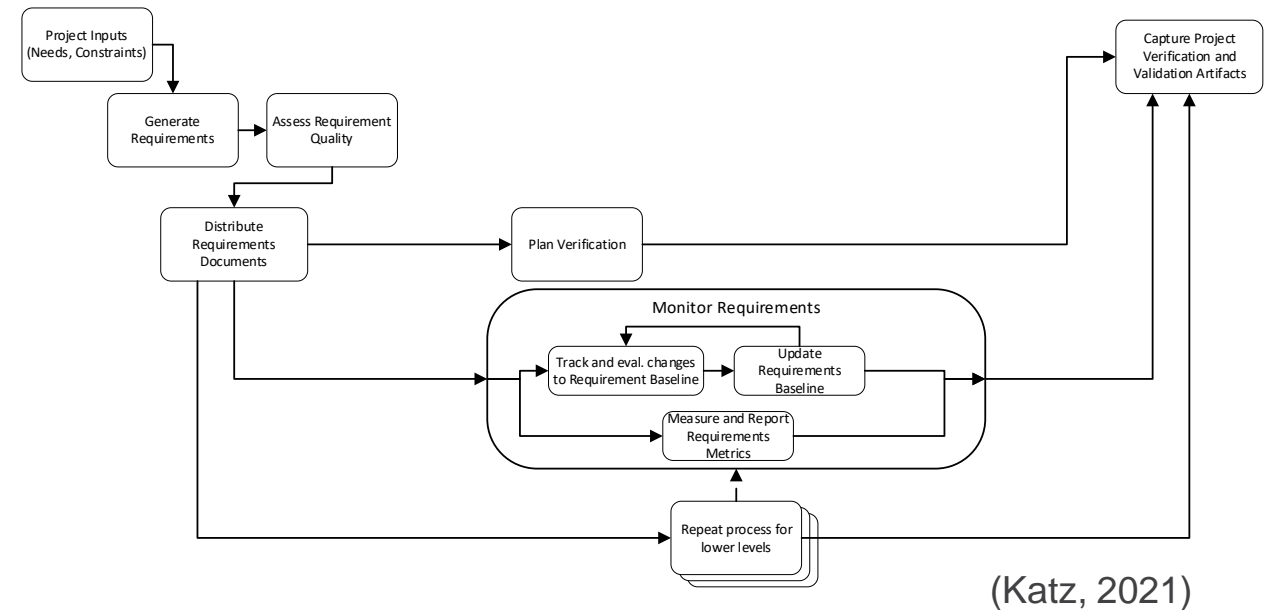 Project Inputs
(Needs, Constraints)
Generate
Requirements
Assess Requirement
Quality
Distribute
Requirements
Documents
Plan Verification
Capture Project
Verification and
Validation Artifacts
Monitor Requirements
Track and eval. changes
to Requirement Baseline
Update
Requirements
Baseline
Measure and Report
Requirements
Metrics
Repeat process for
lower levels
(Katz, 2021)